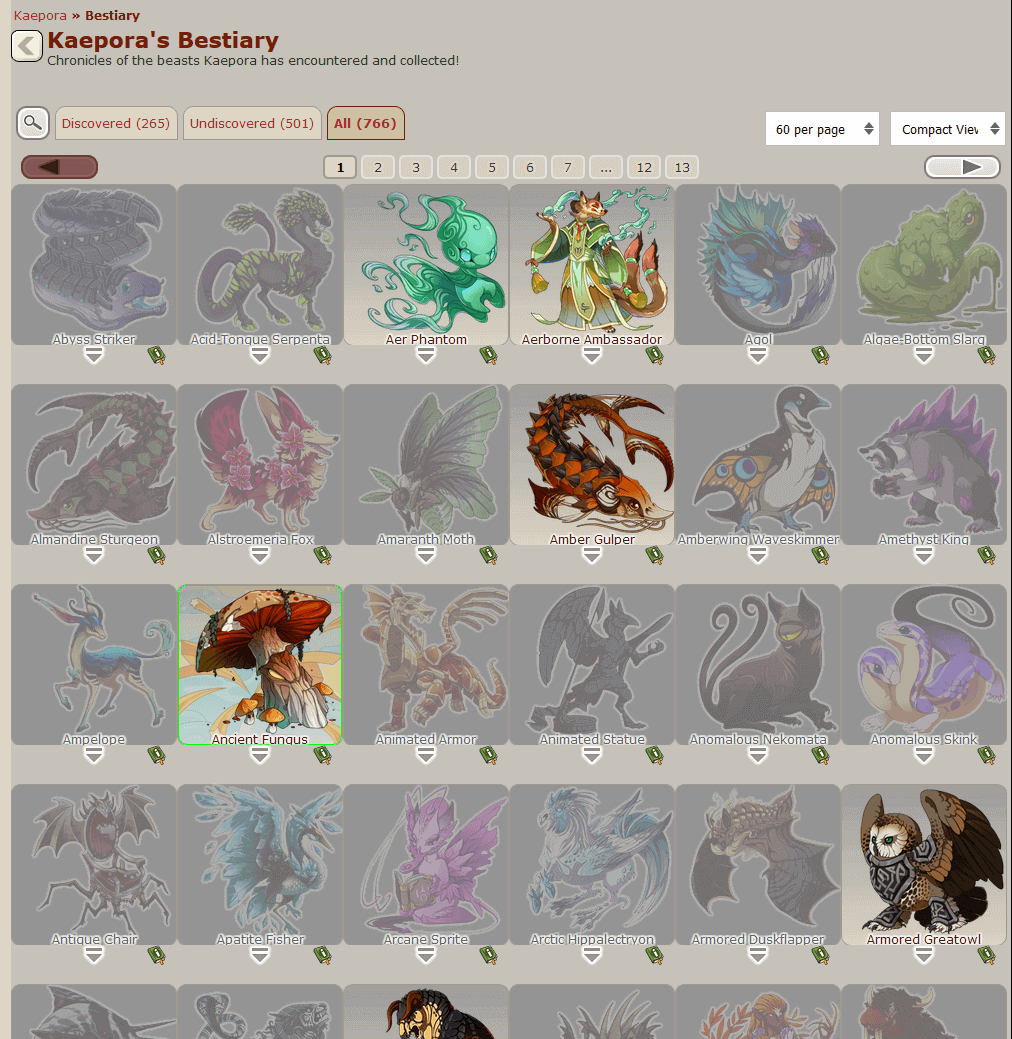 Kaepora » Bestiary
Kaepora's Bestiary
Chronicles of the beasts Kaepora has encountered and collected!
Discovered (265) Undiscovered (501) All (766) 60 per page Compact View
1 2 3 4 5 6 7 ... 12 13
Abyss Striker Acid-Tongue Serpenta Aer Phantom Aerborne Ambassador Agol Algae-Bottom Slarg
Almandine Sturgeon Alstroemeria Fox Amaranth Moth Amber Gulper Amberwing Waveskimmer Amethyst King
Ampelope Ancient Fungus Animated Armor Animated Statue Anomalous Nekomata Anomalous Skink
Antique Chair Apatite Fisher Arcane Sprite Arctic Hippalectryon Armored Duskflapper Armored Greatowl